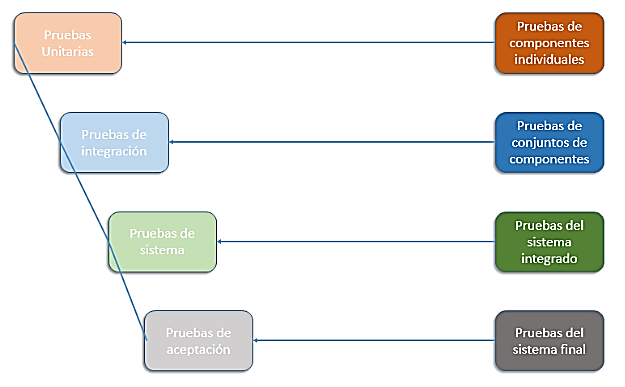 Pruebas
Unitarias
Pruebas de
componentes
individuales
Pruebas de
integración
Pruebas de
conjuntos de
componentes
Pruebas de
sistema
Pruebas del
sistema
integrado
Pruebas de
aceptación
Pruebas del
sistema final